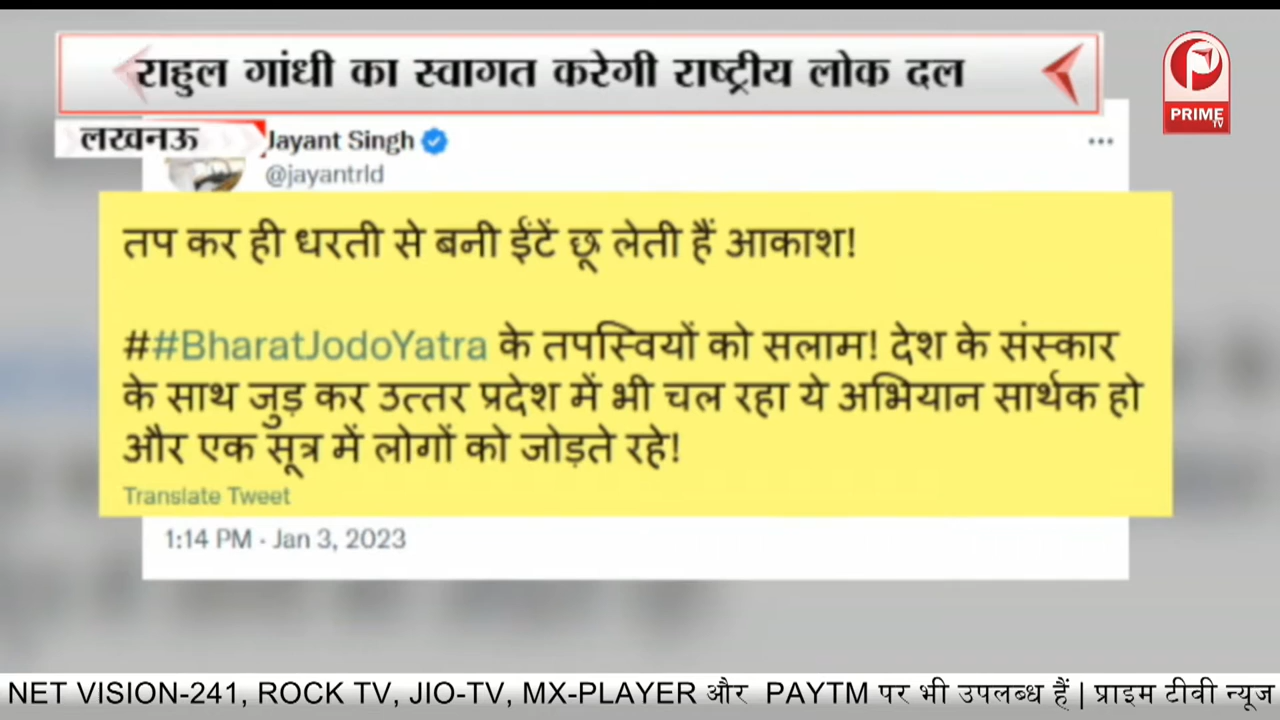 राहुल गांधी का स्वागत करेगी राष्ट्रीय लोक दल
PRIME
TV
लखनऊ
Jayant Singh
@jayantrld
तप कर ही धरती से बनी ईंटें छू लेती हैं आकाश!
##BharatJodoYatra के तपस्वियों को सलाम! देश के संस्कार
के साथ जुड़ कर उत्तर प्रदेश में भी चल रहा ये अभियान सार्थक हो
और एक सूत्र में लोगों को जोड़ते रहे!
Translate Tweet
1:14 PM · Jan 3, 2023
NET VISION-241, ROCK TV, JIO-TV, MX-PLAYER और PAYTM पर भी उपलब्ध हैं | प्राइम टीवी न्यूज